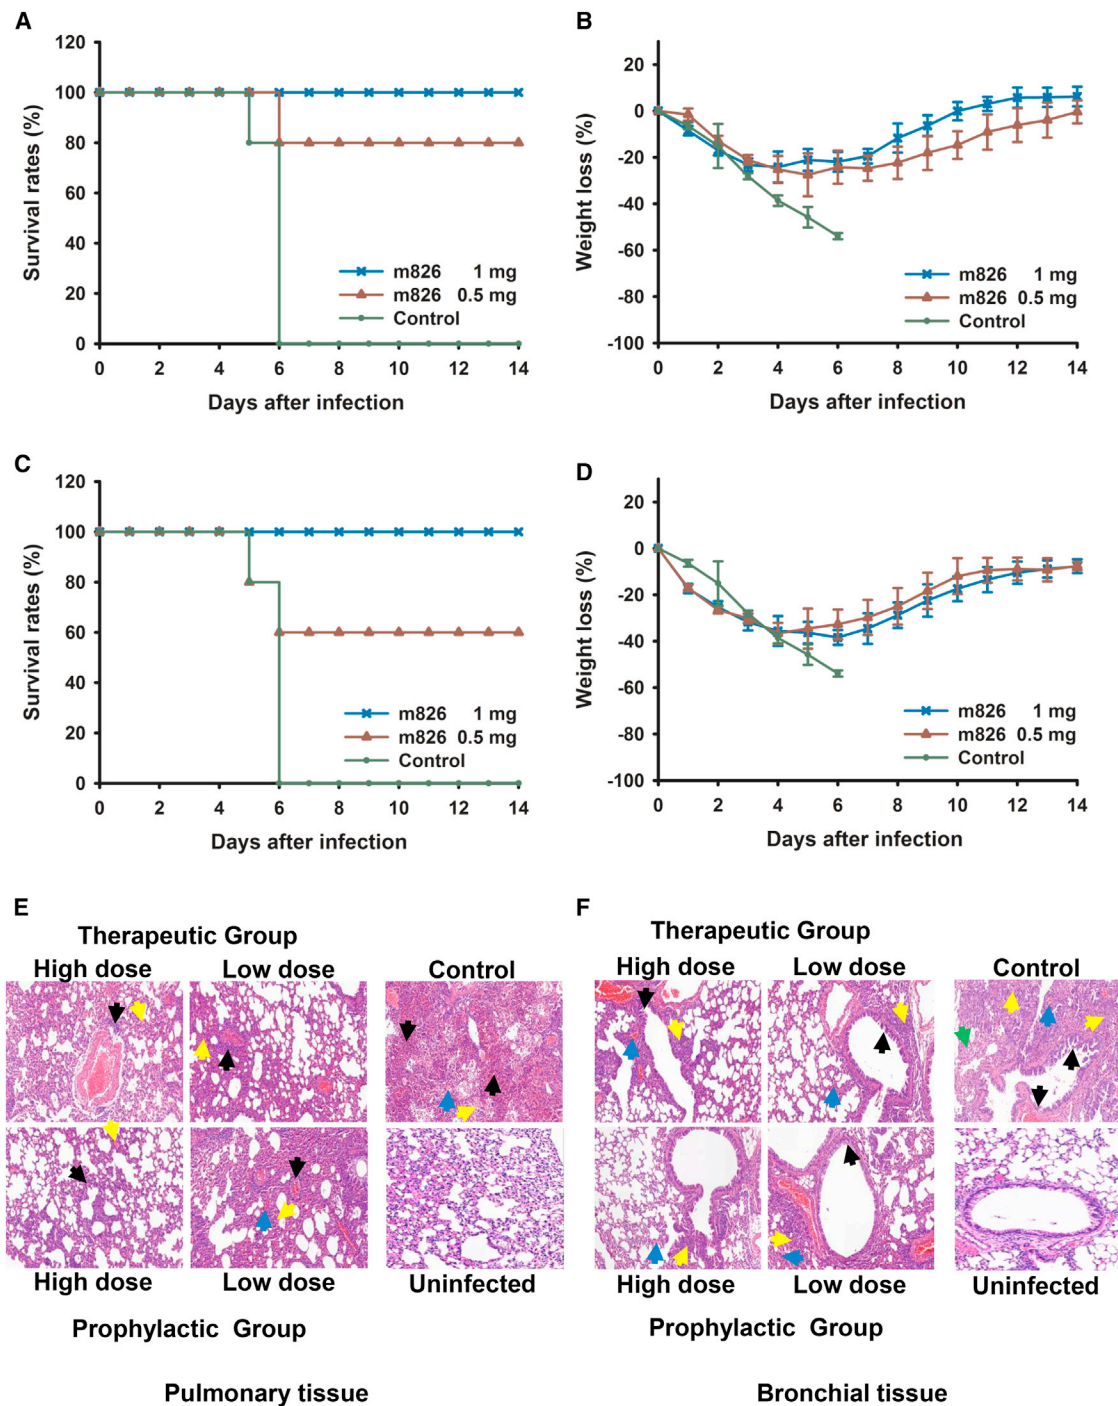 A
120
100
80
60
40
20
0
Survival rates (%)
m826 1 mg
m826 0.5 mg
Control
0 2 4 6 8 10 12 14
Days after infection
B
20
0
-20
-40
-60
-80
-100
Weight loss (%)
m826 1 mg
m826 0.5 mg
Control
0 2 4 6 8 10 12 14
Days after infection
C
120
100
80
60
40
20
0
Survival rates (%)
m826 1 mg
m826 0.5 mg
Control
0 2 4 6 8 10 12 14
Days after infection
D
20
0
-20
-40
-60
-80
-100
Weight loss (%)
m826 1 mg
m826 0.5 mg
Control
0 2 4 6 8 10 12 14
Days after infection
E
Therapeutic Group
High dose Low dose Control
High dose Low dose Uninfected
Prophylactic Group
Pulmonary tissue
F
Therapeutic Group
High dose Low dose Control
High dose Low dose Uninfected
Prophylactic Group
Bronchial tissue